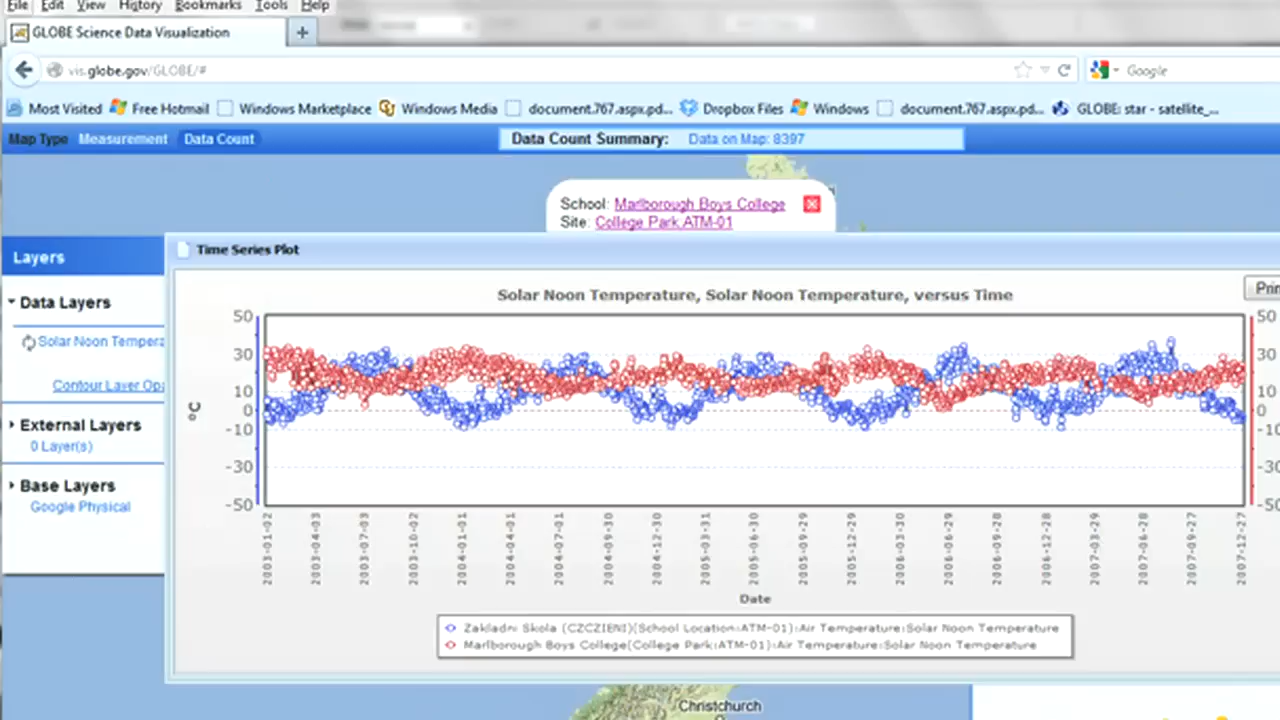 File Edit View History Bookmarks Tools Help
GLOBE Science Data Visualization +
vis.globe.gov/GLOBE/# Google
Most Visited Free Hotmail Windows Marketplace Windows Media document.767.aspx.pd... Dropbox Files Windows document.767.aspx.pd... GLOBE: star - satellite_...
Map Type Measurement Data Count Data Count Summary: Data on Map: 8397
School: Marlborough Boys College
Site: College Park:ATM-01
Layers
Data Layers
Solar Noon Tempera
Contour Layer Opa
External Layers
0 Layer(s)
Base Layers
Google Physical
Time Series Plot
Prin
Solar Noon Temperature, Solar Noon Temperature, versus Time
50 50
30 30
10 10
0 0
-10 -10
-30 -30
-50 -50
°C
2003-01-02 2003-04-03 2003-07-03 2003-10-02 2004-01-01 2004-04-01 2004-07-01 2004-09-30 2004-12-30 2005-03-31 2005-06-30 2005-09-29 2005-12-29 2006-03-30 2006-06-29 2006-09-28 2006-12-28 2007-03-29 2007-06-28 2007-09-27 2007-12-27
Date
Zakladni Skola (CZCZIENI)(School Location:ATM-01):Air Temperature:Solar Noon Temperature
Marlborough Boys College(College Park:ATM-01):Air Temperature:Solar Noon Temperature
Christchurch